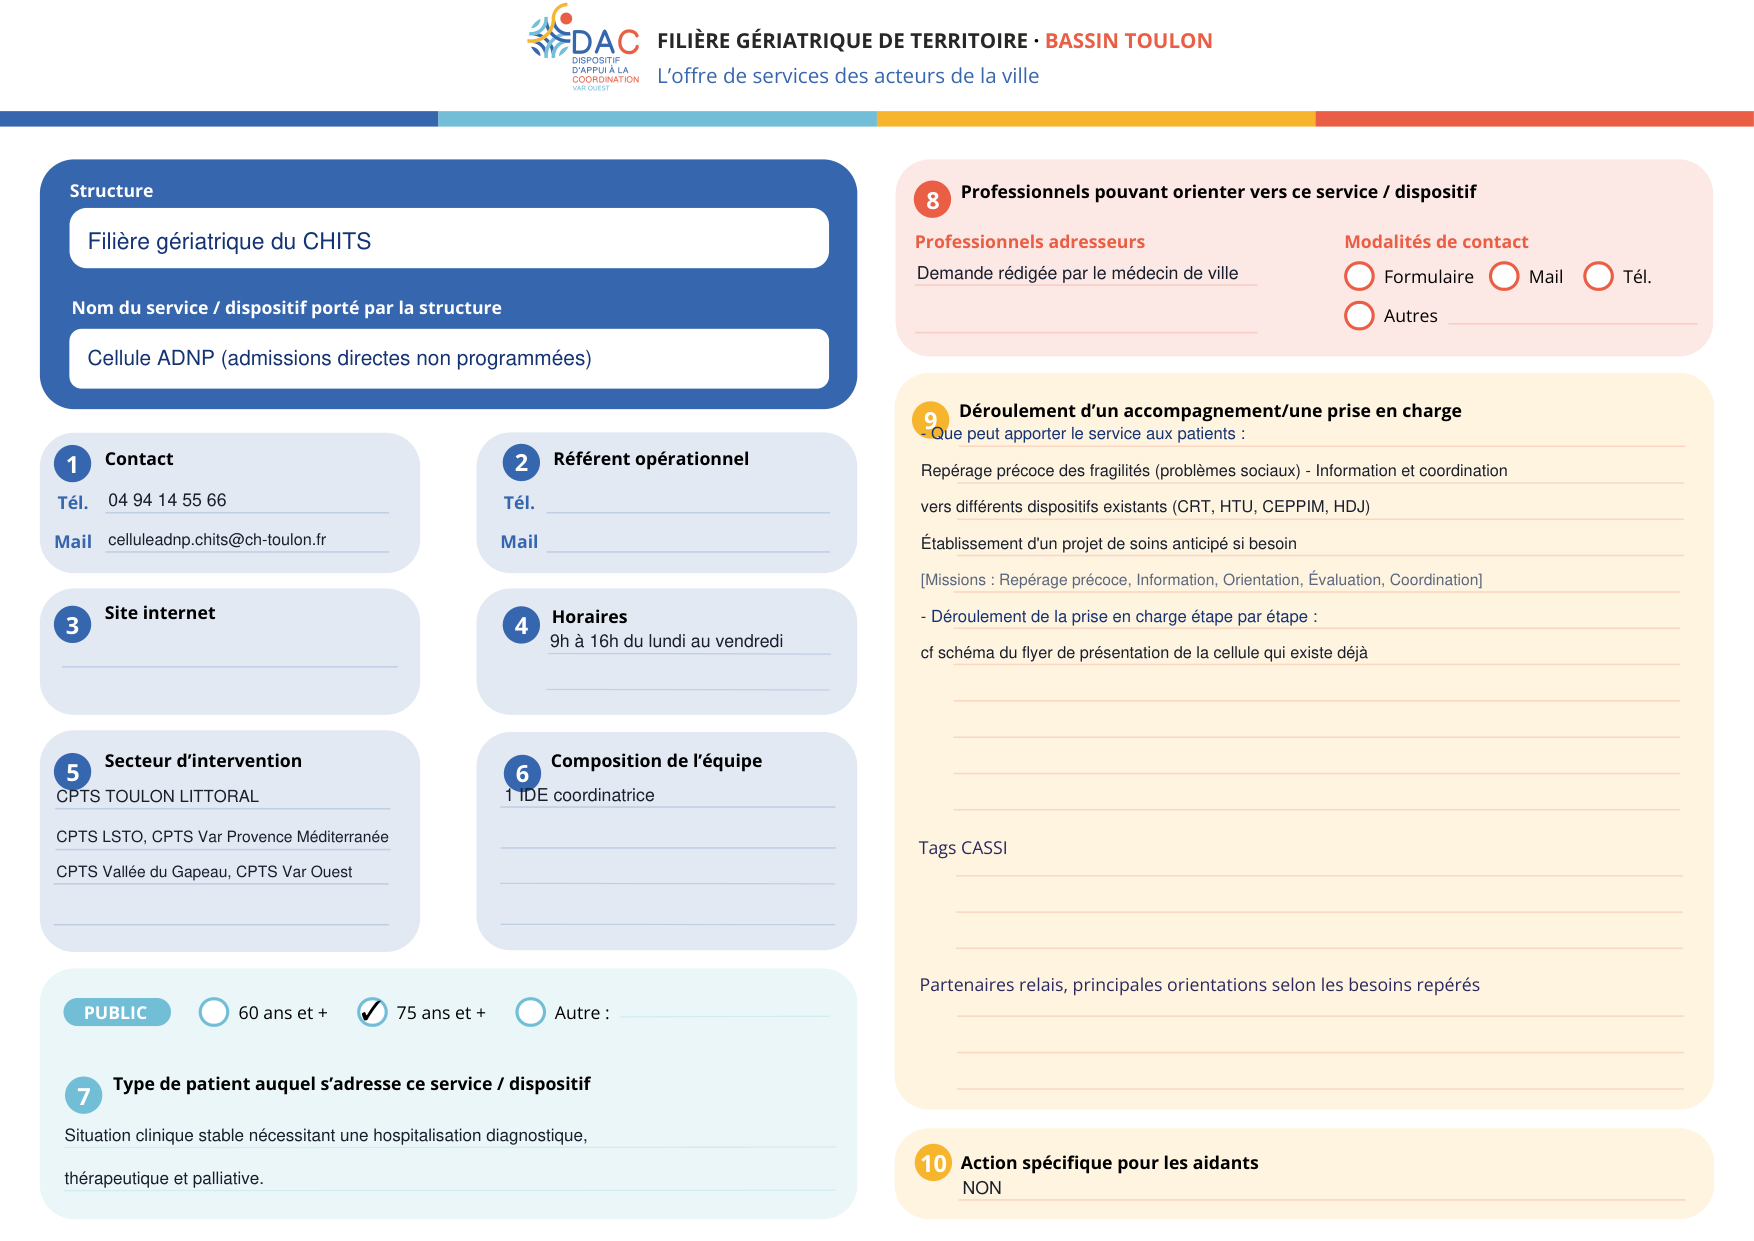 DAC
DISPOSITIF
D'APPUI À LA
COORDINATION
VAR OUEST
FILIÈRE GÉRIATRIQUE DE TERRITOIRE · BASSIN TOULON
L'offre de services des acteurs de la ville
Structure
Filière gériatrique du CHITS
Nom du service / dispositif porté par la structure
Cellule ADNP (admissions directes non programmées)
1 Contact
Tél. 04 94 14 55 66
Mail celluleadnp.chits@ch-toulon.fr
2 Référent opérationnel
Tél.
Mail
3 Site internet
4 Horaires
9h à 16h du lundi au vendredi
5 Secteur d'intervention
CPTS TOULON LITTORAL
CPTS LSTO, CPTS Var Provence Méditerranée
CPTS Vallée du Gapeau, CPTS Var Ouest
6 Composition de l'équipe
1 IDE coordinatrice
PUBLIC 60 ans et + ✓ 75 ans et + Autre :
7 Type de patient auquel s'adresse ce service / dispositif
Situation clinique stable nécessitant une hospitalisation diagnostique,
thérapeutique et palliative.
8 Professionnels pouvant orienter vers ce service / dispositif
Professionnels adresseurs
Demande rédigée par le médecin de ville
Modalités de contact
Formulaire Mail Tél.
Autres
9 Déroulement d'un accompagnement/une prise en charge
- Que peut apporter le service aux patients :
Repérage précoce des fragilités (problèmes sociaux) - Information et coordination
vers différents dispositifs existants (CRT, HTU, CEPPIM, HDJ)
Établissement d'un projet de soins anticipé si besoin
[Missions : Repérage précoce, Information, Orientation, Évaluation, Coordination]
- Déroulement de la prise en charge étape par étape :
cf schéma du flyer de présentation de la cellule qui existe déjà
Tags CASSI
Partenaires relais, principales orientations selon les besoins repérés
10 Action spécifique pour les aidants
NON